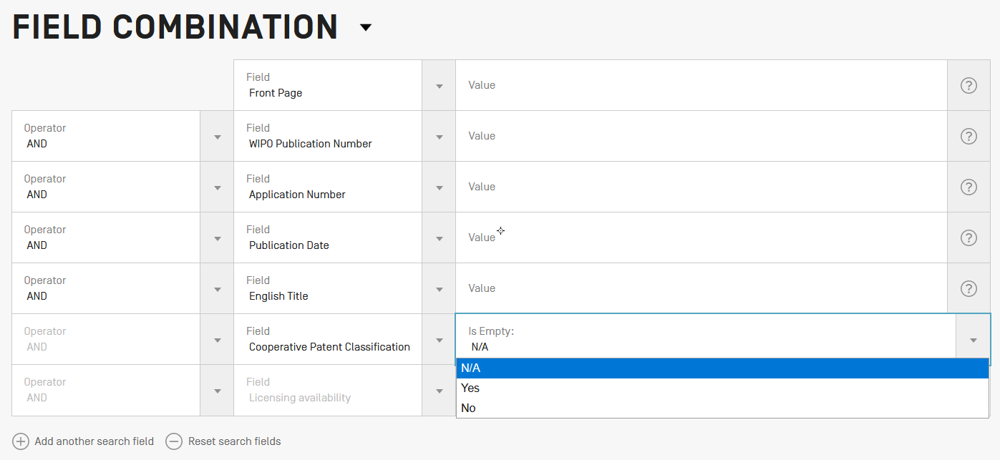 FIELD COMBINATION
Field
Front Page
Value
?
Operator
AND
Field
WIPO Publication Number
Value
?
Operator
AND
Field
Application Number
Value
?
Operator
AND
Field
Publication Date
Value
?
Operator
AND
Field
English Title
Value
?
Operator
AND
Field
Cooperative Patent Classification
Is Empty:
N/A
N/A
Yes
No
Operator
AND
Field
Licensing availability
Add another search field
Reset search fields